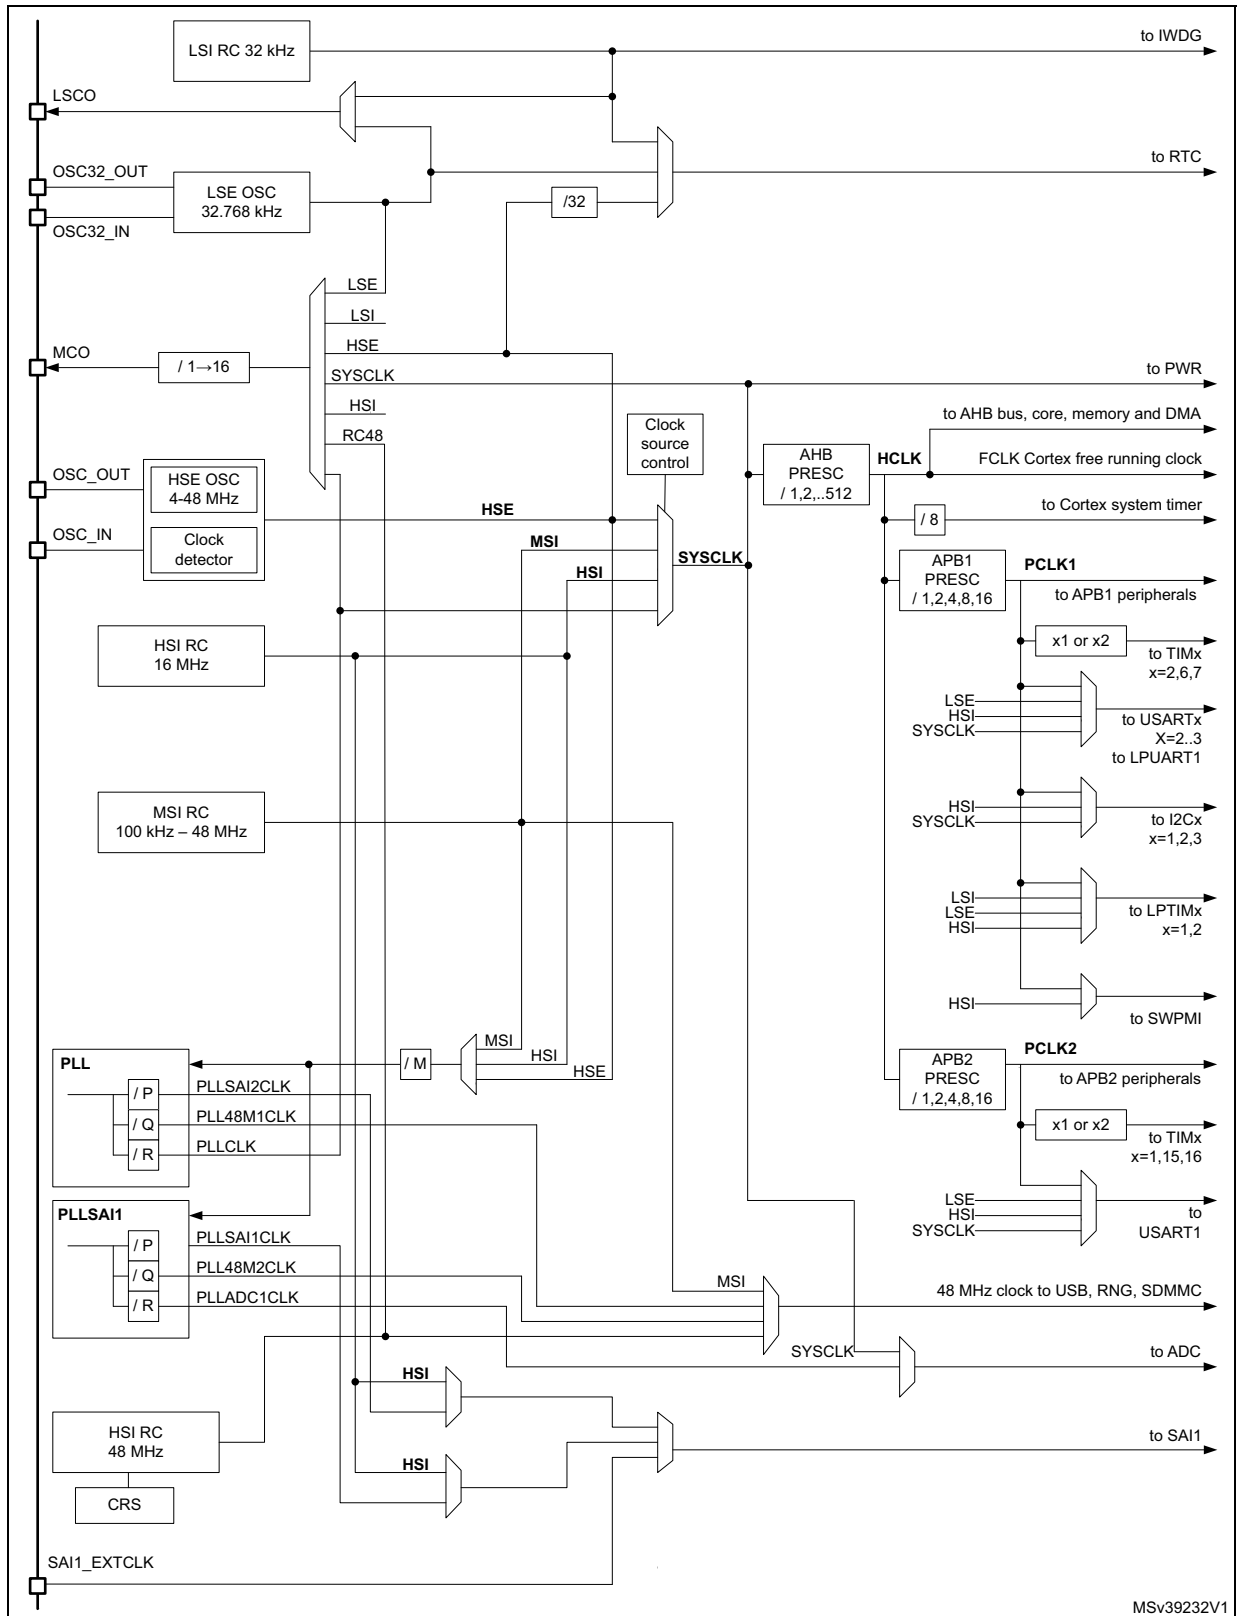 LSI RC 32 kHz
to IWDG
LSCO
OSC32_OUT
to RTC
LSE OSC
32.768 kHz
/32
OSC32_IN
LSE
LSI
MCO
/ 1→16
HSE
to PWR
SYSCLK
HSI
to AHB bus, core, memory and DMA
RC48
Clock
source
control
AHB
PRESC
/ 1,2,..512
HCLK
FCLK Cortex free running clock
OSC_OUT
HSE OSC
4-48 MHz
HSE
/ 8
to Cortex system timer
OSC_IN
Clock
detector
MSI
HSI
SYSCLK
APB1
PRESC
/ 1,2,4,8,16
PCLK1
to APB1 peripherals
HSI RC
16 MHz
x1 or x2
to TIMx
x=2,6,7
LSE
HSI
SYSCLK
to USARTx
X=2..3
to LPUART1
MSI RC
100 kHz – 48 MHz
HSI
SYSCLK
to I2Cx
x=1,2,3
LSI
LSE
HSI
to LPTIMx
x=1,2
HSI
to SWPMI
PLL
/ M
MSI
HSI
HSE
APB2
PRESC
/ 1,2,4,8,16
PCLK2
to APB2 peripherals
/ P
PLLSAI2CLK
/ Q
PLL48M1CLK
/ R
PLLCLK
x1 or x2
to TIMx
x=1,15,16
PLLSAI1
LSE
HSI
SYSCLK
to
USART1
/ P
PLLSAI1CLK
/ Q
PLL48M2CLK
/ R
PLLADC1CLK
MSI
48 MHz clock to USB, RNG, SDMMC
SYSCLK
to ADC
HSI
HSI RC
48 MHz
to SAI1
HSI
CRS
SAI1_EXTCLK
MSv39232V1